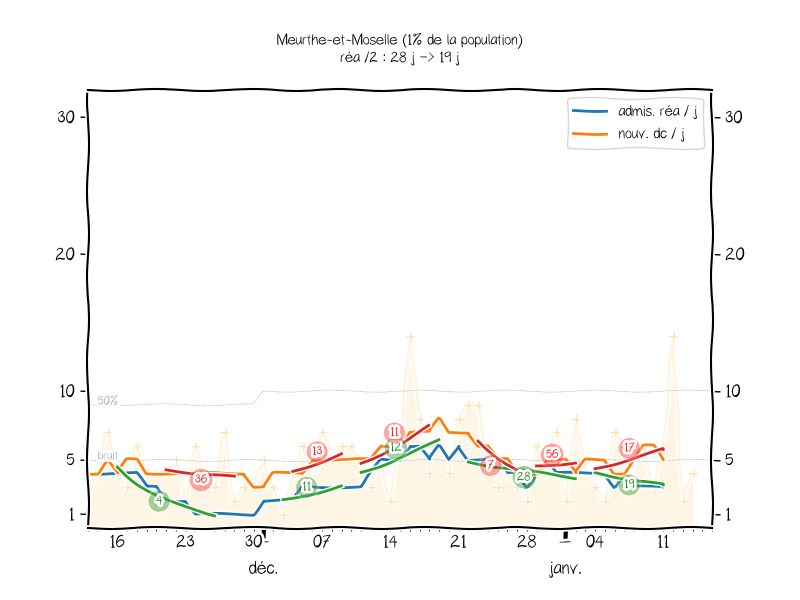 Meurthe-et-Moselle (1% de la population)
réa /2 : 28 j -> 19 j
admis. réa / j
nouv. dc / j
30 30
20 20
10 10
50%
11 17
13 12 56
36 7 28
bruit
5 5
4 11 19
1 1
16 23 30 07 14 21 28 04 11
déc. janv.